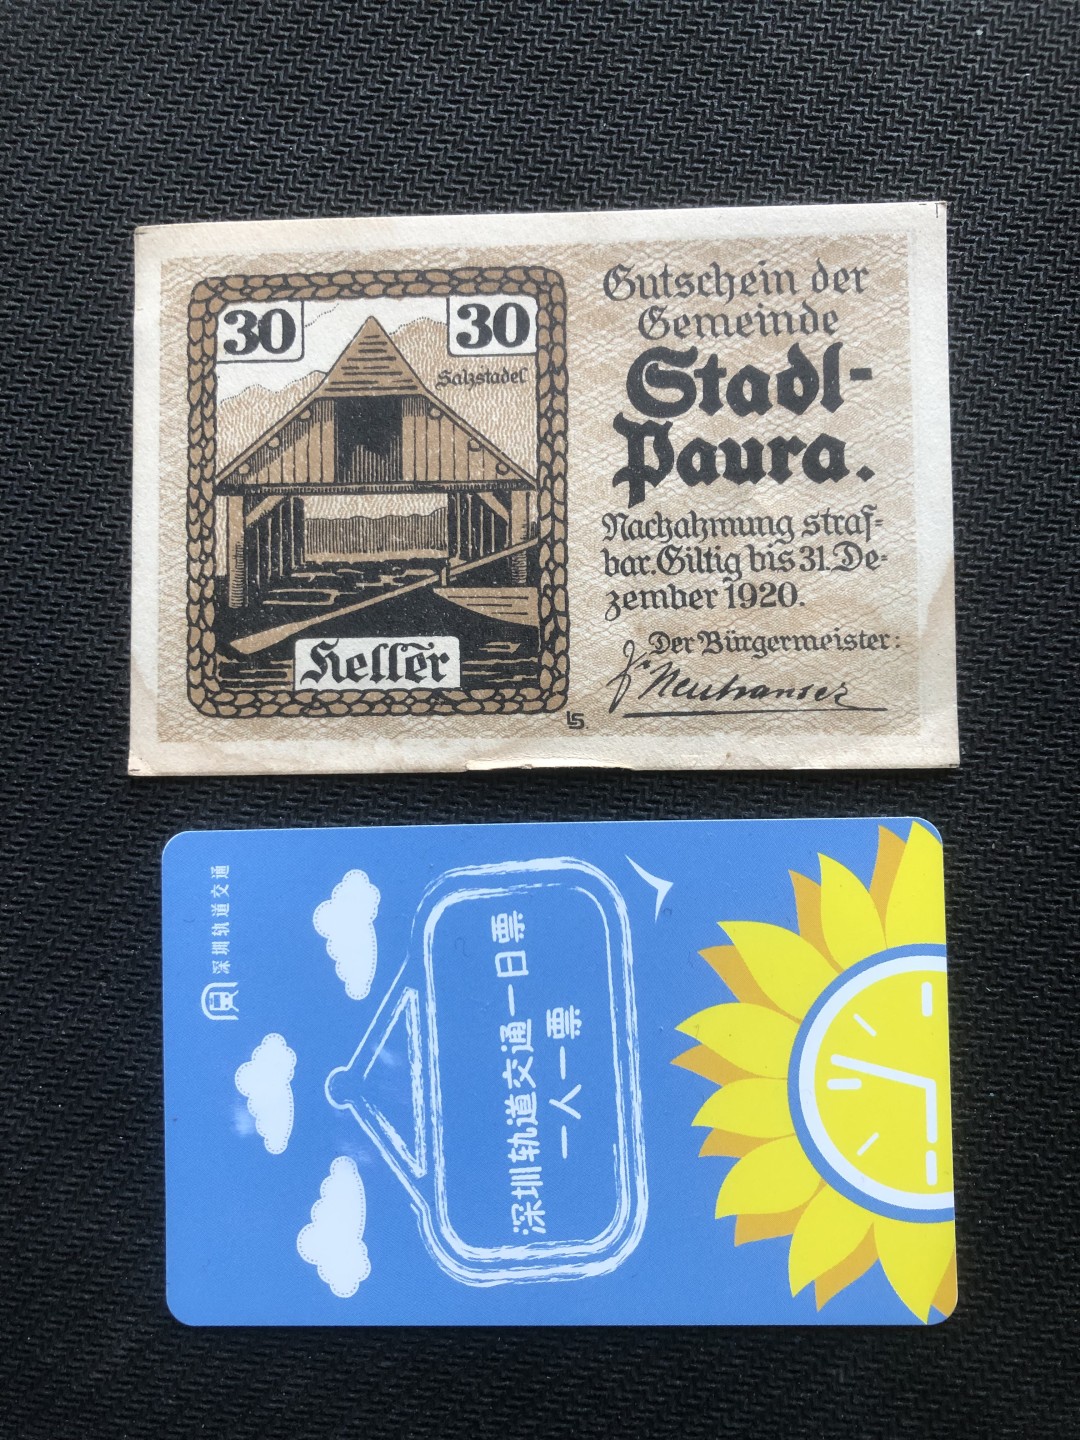 30
30
Salzstadel
Heller
Gutschein der
Gemeinde
Stadl-
Paura.
Nachahmung straf-
bar. Giltig bis 31. De-
zember 1920.
Der Bürgermeister:
LS
深圳轨道交通
深圳轨道交通一日票
一人一票